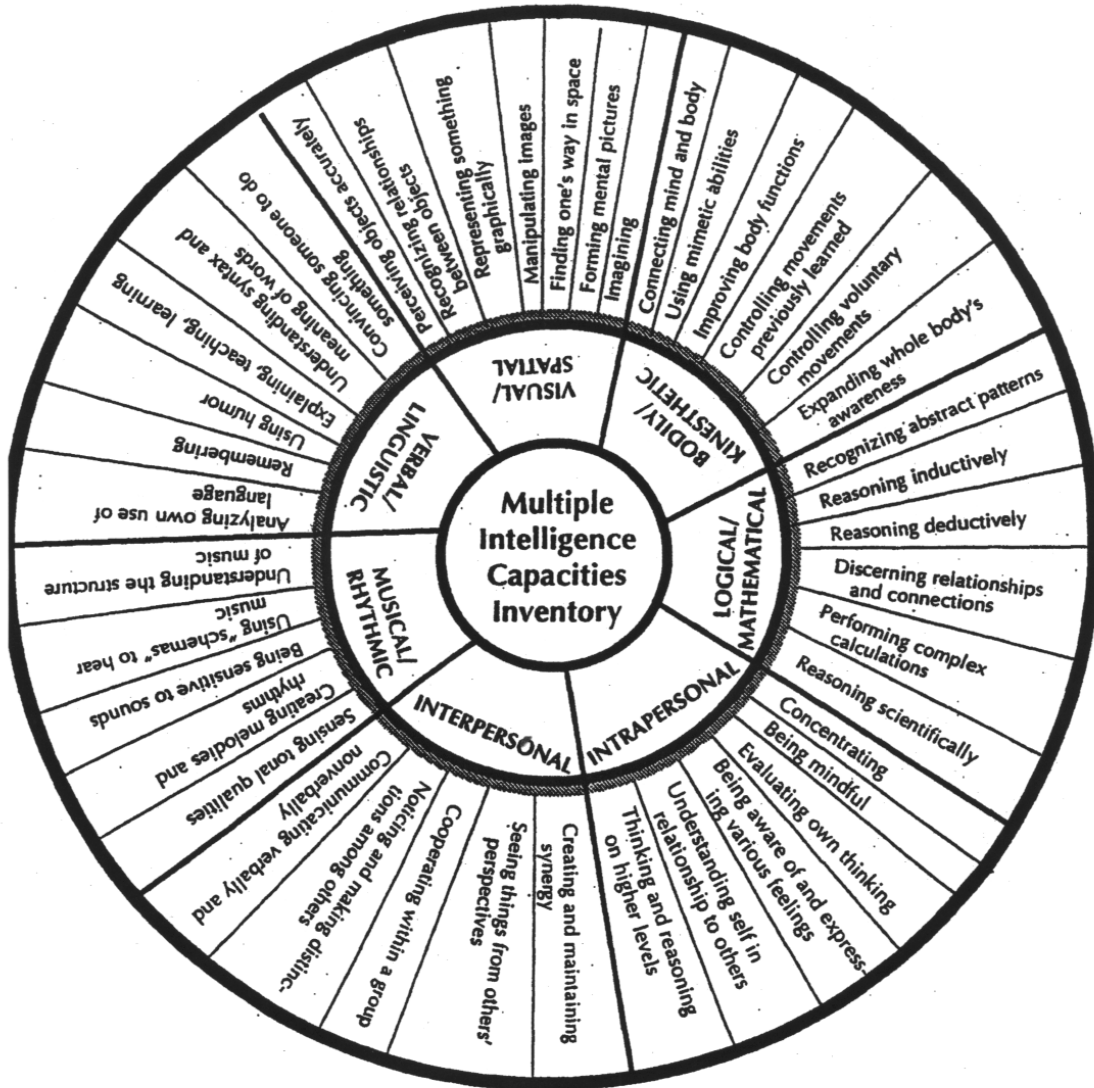 Multiple
Intelligence
Capacities
Inventory
VISUAL/
SPATIAL
Perceiving objects accurately
Recognizing relationships
between objects
Representing something
graphically
Manipulating images
Finding one's way in space
Forming mental pictures
Imagining
BODILY/
KINESTHETIC
Connecting mind and body
Using mimetic abilities
Improving body functions
Controlling movements
previously learned
Controlling voluntary
movements
Expanding whole body's
awareness
LOGICAL/
MATHEMATICAL
Recognizing abstract patterns
Reasoning inductively
Reasoning deductively
Discerning relationships
and connections
Performing complex
calculations
Reasoning scientifically
INTRAPERSONAL
Concentrating
Being mindful
Evaluating own thinking
Being aware of and express-
ing various feelings
Understanding self in
relationship to others
Thinking and reasoning
on higher levels
INTERPERSONAL
Creating and maintaining
synergy
Seeing things from others'
perspectives
Cooperating within a group
Noticing and making distinc-
tions among others
Communicating verbally and
nonverbally
MUSICAL/
RHYTHMIC
Sensing tonal qualities
Creating melodies and
rhythms
Being sensitive to sounds
Using "schemas" to hear
music
Understanding the structure
of music
VERBAL/
LINGUISTIC
Analyzing own use of
language
Remembering
Using humor
Explaining, teaching, learning
Understanding syntax and
meaning of words
Convincing someone to do
something